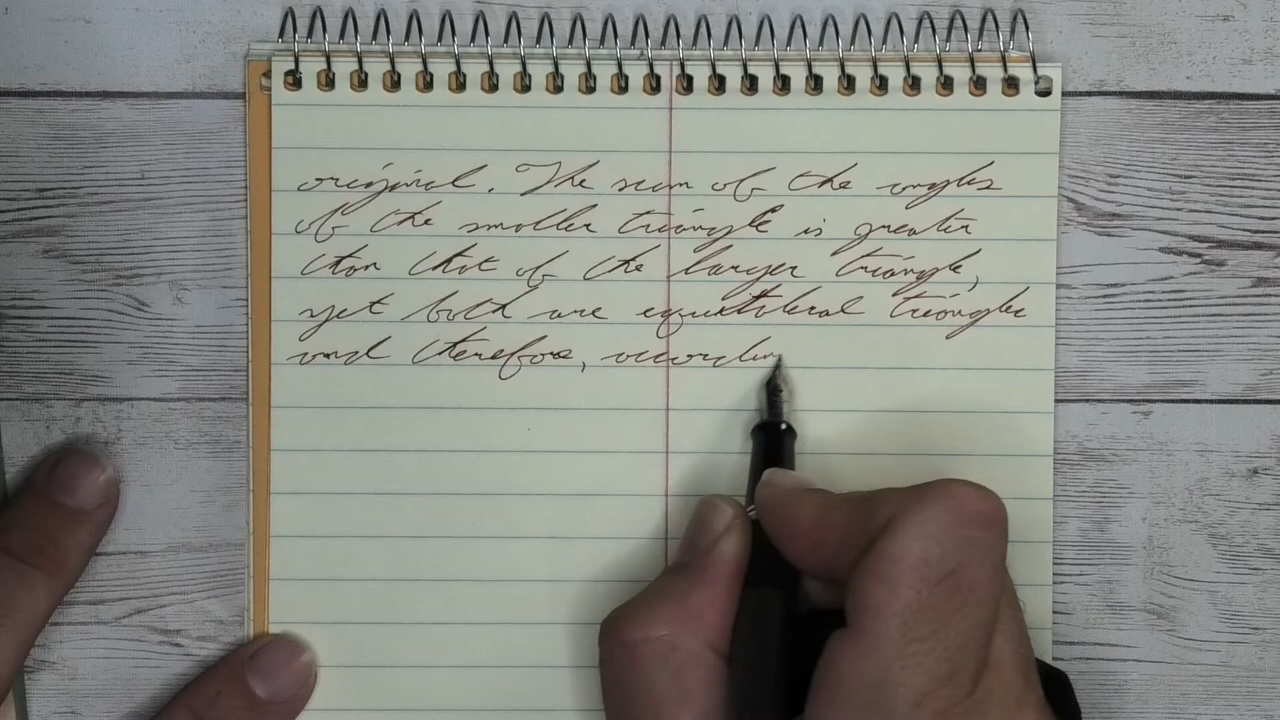 original. The sum of the angles
of the smaller triangle is greater
than that of the larger triangle,
yet both are equilateral triangles
and therefore, accordin